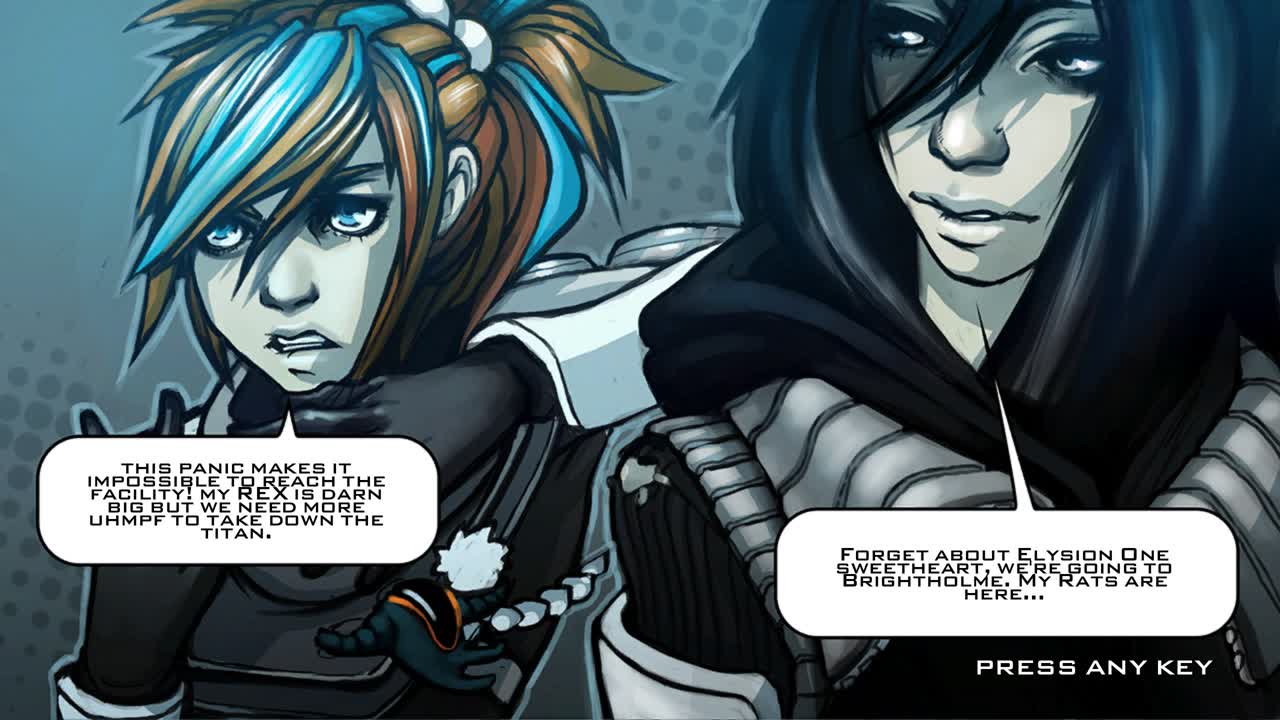 THIS PANIC MAKES IT
IMPOSSIBLE TO REACH THE
FACILITY! MY REX IS DARN
BIG BUT WE NEED MORE
UHMPF TO TAKE DOWN THE
TITAN.
FORGET ABOUT ELYSION ONE
SWEETHEART, WE'RE GOING TO
BRIGHTHOLME. MY RATS ARE
HERE...
PRESS ANY KEY